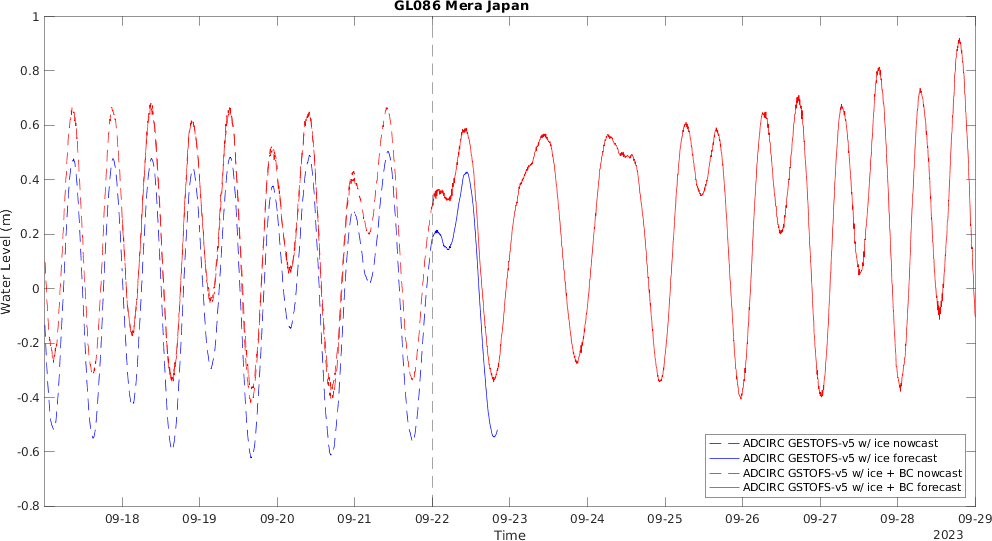 GL086 Mera Japan
Water Level (m)
1
0.8
0.6
0.4
0.2
0
-0.2
-0.4
-0.6
-0.8
09-18 09-19 09-20 09-21 09-22 09-23 09-24 09-25 09-26 09-27 09-28 09-29
Time
2023
ADCIRC GESTOFS-v5 w/ ice nowcast
ADCIRC GESTOFS-v5 w/ ice forecast
ADCIRC GSTOFS-v5 w/ ice + BC nowcast
ADCIRC GSTOFS-v5 w/ ice + BC forecast